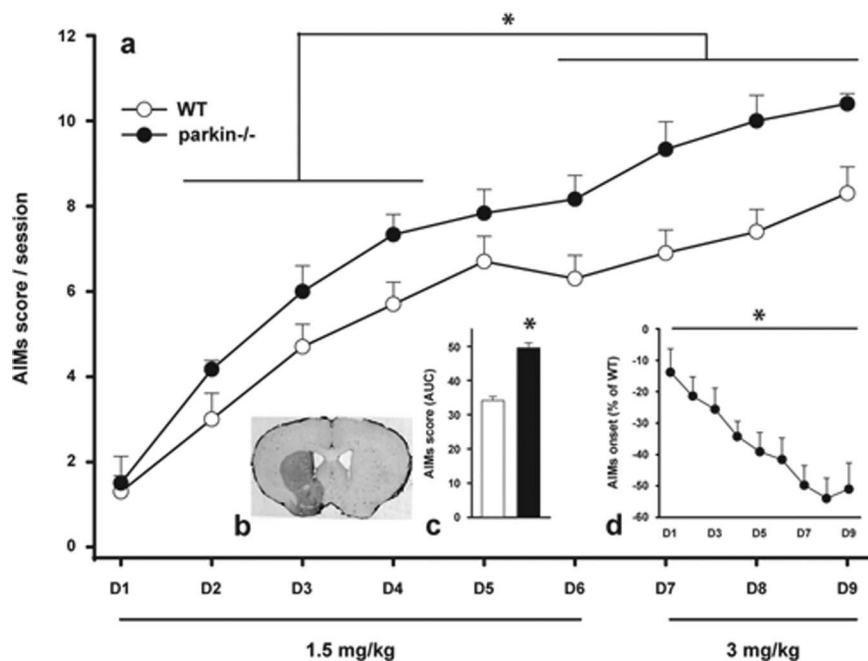 *
12
a
WT
parkin-/-
10
8
6
4
2
0
AIMs score / session
b
*
50
40
30
20
10
0
AIMs score (AUC)
c
*
0
-10
-20
-30
-40
-50
-60
AIMs onset (% of WT)
D1 D3 D5 D7 D9
d
D1 D2 D3 D4 D5 D6 D7 D8 D9
1.5 mg/kg 3 mg/kg